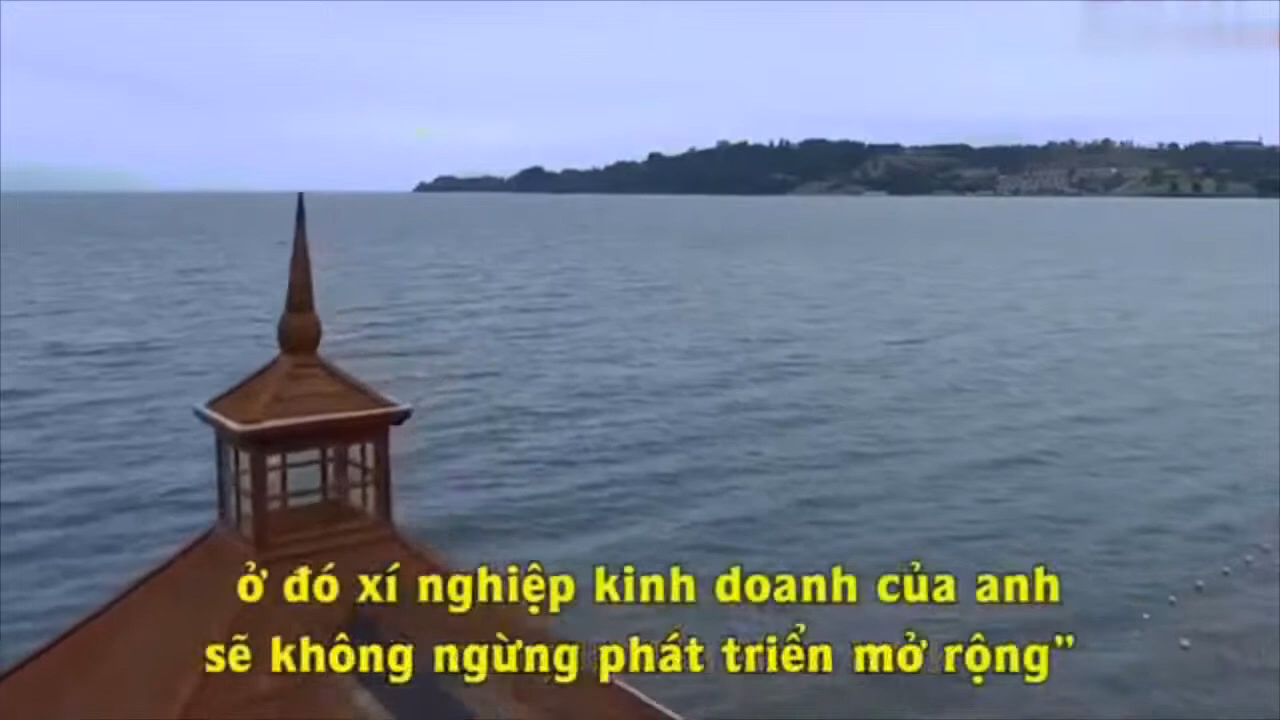 ở đó xí nghiệp kinh doanh của anh
sẽ không ngừng phát triển mở rộng”